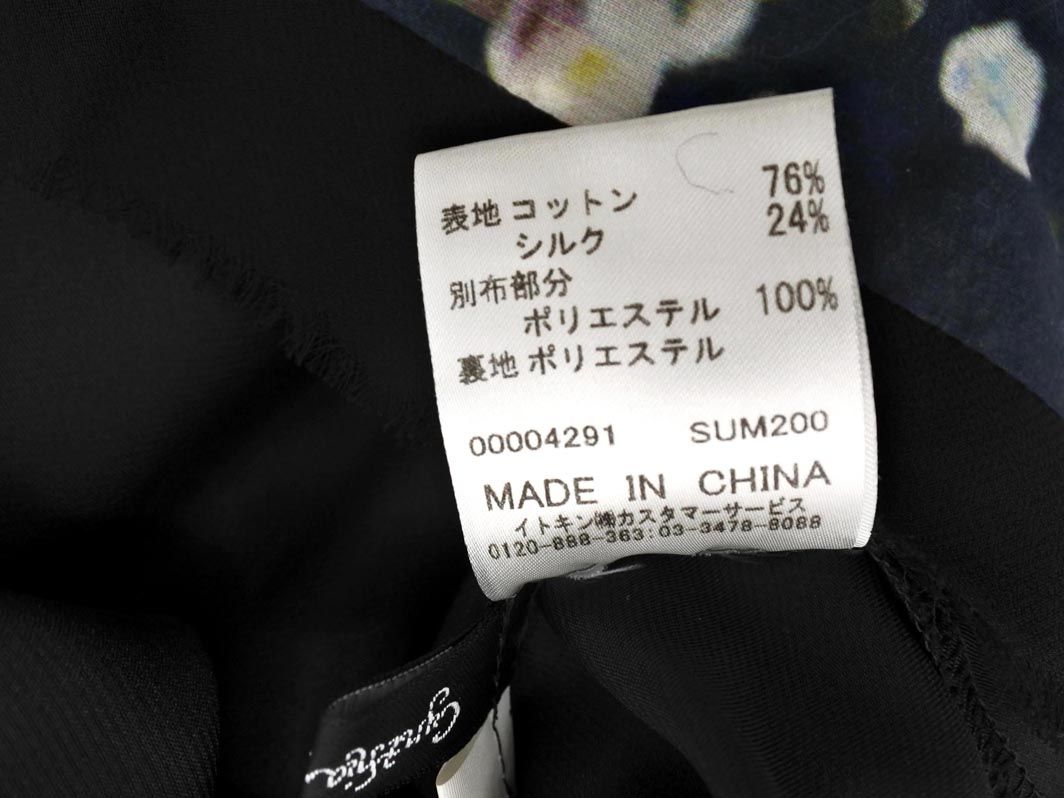 表地 コットン 76%
シルク 24%
別布部分
ポリエステル 100%
裏地 ポリエステル
00004291 SUM200
MADE IN CHINA
イトキン㈱カスタマーサービス
0120-888-363:03-3478-8088
Cynthia